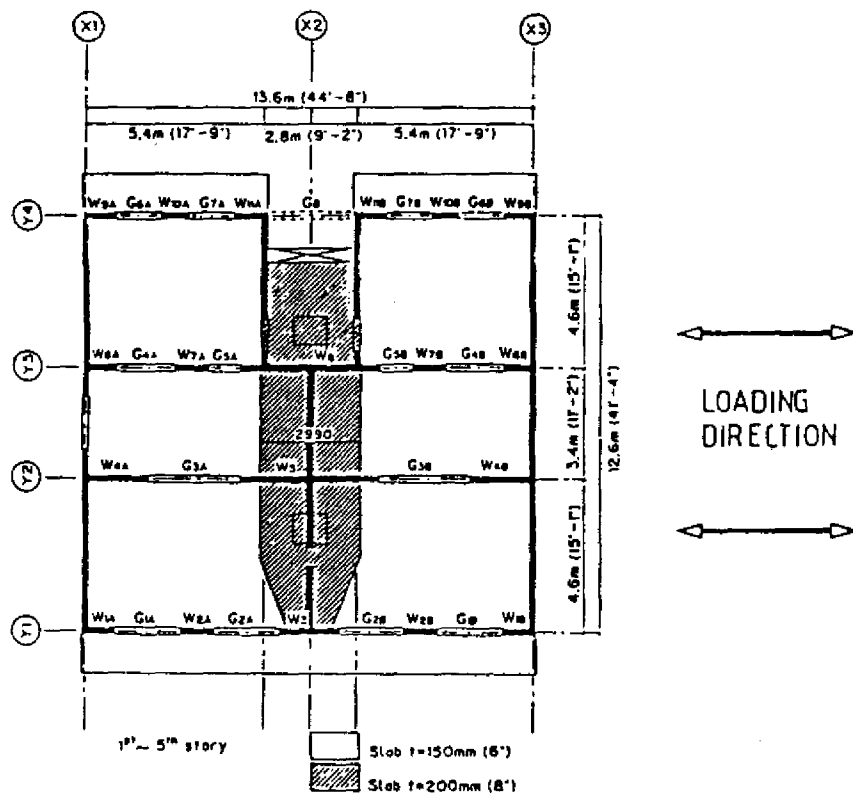 X1 X2 X3
13.6m (44'-8")
5.4m (17'-9") 2.8m (9'-2") 5.4m (17'-9")
Y4
W9A G6A W10A G7A W11A G8 W11B G7B W10B G6B W9B
4.6m (15'-1")
Y3
W6A G4A W7A G5A W8 G5B W7B G4B W6B
LOADING
DIRECTION
3.4m (11'-2")
12.6m (41'-4")
2990
Y2
W4A G3A W5 G3B W4B
4.6m (15'-1")
Y1
W1A G1A W2A G2A W3 G2B W2B G1B W1B
1st ~ 5th story
Slab t=150mm (6")
Slab t=200mm (8")